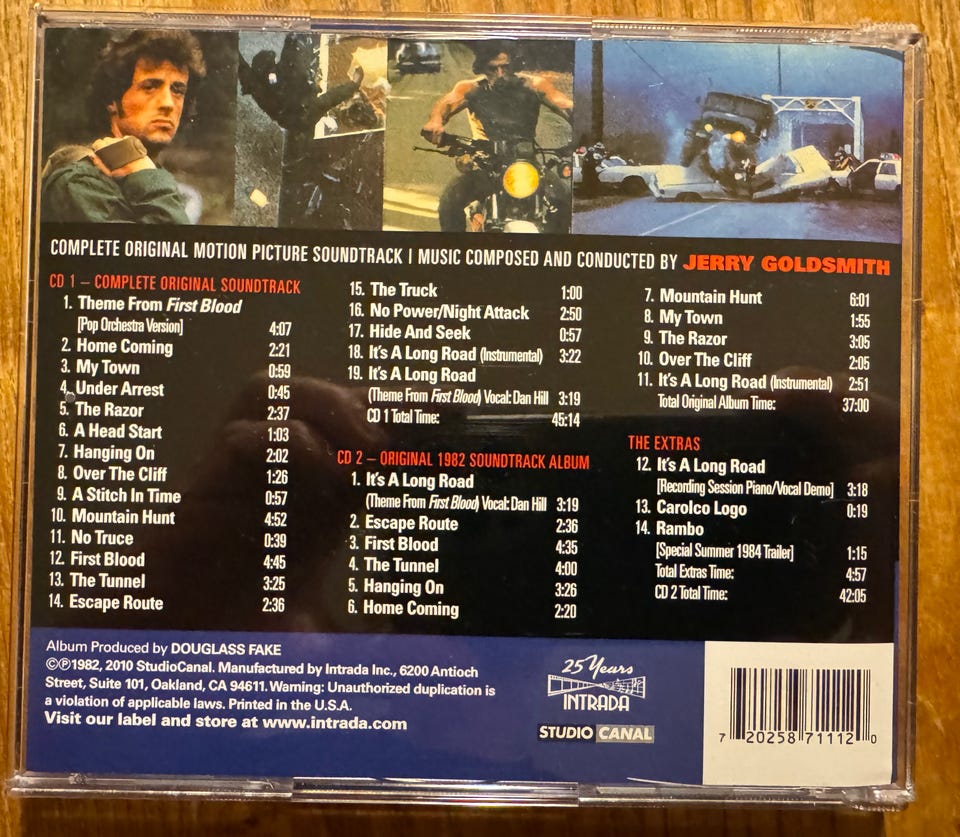 COMPLETE ORIGINAL MOTION PICTURE SOUNDTRACK | MUSIC COMPOSED AND CONDUCTED BY JERRY GOLDSMITH
CD 1 – COMPLETE ORIGINAL SOUNDTRACK
1. Theme From First Blood
[Pop Orchestra Version] 4:07
2. Home Coming 2:21
3. My Town 0:59
4. Under Arrest 0:45
5. The Razor 2:37
6. A Head Start 1:03
7. Hanging On 2:02
8. Over The Cliff 1:26
9. A Stitch In Time 0:57
10. Mountain Hunt 4:52
11. No Truce 0:39
12. First Blood 4:45
13. The Tunnel 3:25
14. Escape Route 2:36
15. The Truck 1:00
16. No Power/Night Attack 2:50
17. Hide And Seek 0:57
18. It's A Long Road (Instrumental) 3:22
19. It's A Long Road
(Theme From First Blood) Vocal: Dan Hill 3:19
CD 1 Total Time: 45:14
CD 2 – ORIGINAL 1982 SOUNDTRACK ALBUM
1. It's A Long Road
(Theme From First Blood) Vocal: Dan Hill 3:19
2. Escape Route 2:36
3. First Blood 4:35
4. The Tunnel 4:00
5. Hanging On 3:26
6. Home Coming 2:20
7. Mountain Hunt 6:01
8. My Town 1:55
9. The Razor 3:05
10. Over The Cliff 2:05
11. It's A Long Road (Instrumental) 2:51
Total Original Album Time: 37:00
THE EXTRAS
12. It's A Long Road
[Recording Session Piano/Vocal Demo] 3:18
13. Carolco Logo 0:19
14. Rambo
[Special Summer 1984 Trailer] 1:15
Total Extras Time: 4:57
CD 2 Total Time: 42:05
Album Produced by DOUGLASS FAKE
©℗1982, 2010 StudioCanal. Manufactured by Intrada Inc., 6200 Antioch
Street, Suite 101, Oakland, CA 94611. Warning: Unauthorized duplication is
a violation of applicable laws. Printed in the U.S.A.
Visit our label and store at www.intrada.com
25 Years
INTRADA
STUDIO CANAL
7 20258 71112 0